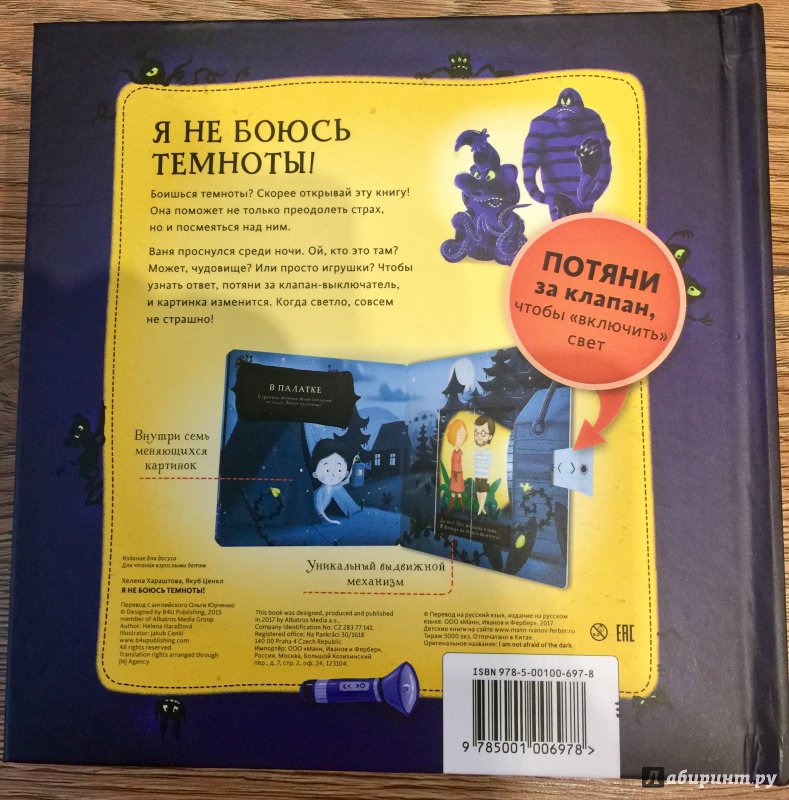 Я НЕ БОЮСЬ
ТЕМНОТЫ!
Боишься темноты? Скорее открывай эту книгу!
Она поможет не только преодолеть страх,
но и посмеяться над ним.
Ваня проснулся среди ночи. Ой, кто это там?
Может, чудовище? Или просто игрушки? Чтобы
узнать ответ, потяни за клапан-выключатель,
и картинка изменится. Когда светло, совсем
не страшно!
ПОТЯНИ
за клапан,
чтобы «включить»
свет
В ПАЛАТКЕ
Внутри семь
меняющихся
картинок
Уникальный выдвижной
механизм
Издание для досуга
Для чтения взрослыми детям
Хелена Хараштова, Якуб Ценкл
Я НЕ БОЮСЬ ТЕМНОТЫ!
Перевод с английского Ольги Юрченко
© Designed by B4U Publishing, 2015
member of Albatros Media Group
Author: Helena Haraštová
Illustrator: Jakub Cenkl
www.b4upublishing.com
All rights reserved.
Translation rights arranged through
JNJ Agency.
This book was designed, produced and published
in 2017 by Albatros Media a.s.,
Company Identification No: CZ 283 77 141.
Registered office: Na Pankráci 30/1618
140 00 Praha 4 Czech Republic
Импортёр: ООО «Манн, Иванов и Фербер»,
Россия, Москва, Большой Козихинский
пер., д. 7, стр. 2, оф. 24, 123104.
© Перевод на русский язык, издание на русском
языке. ООО «Манн, Иванов и Фербер», 2017
Детские книги на сайте www.mann-ivanov-ferber.ru
Тираж 5000 экз. Отпечатано в Китае.
Оригинальное название: I am not afraid of the dark.
EAC
ISBN 978-5-00100-697-8
9 785001 006978 >
Лабиринт.ру